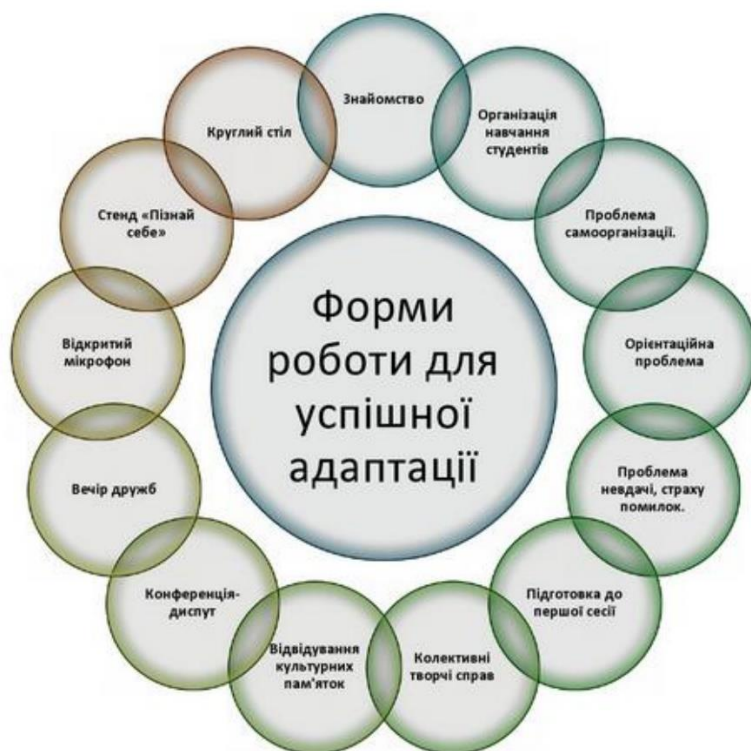 Форми
роботи для
успішної
адаптації
Знайомство
Організація
навчання
студентів
Проблема
самоорганізації.
Орієнтаційна
проблема
Проблема
невдачі, страху
помилок.
Підготовка до
першої сесії
Колективні
творчі справ
Відвідування
культурних
пам'яток
Конференція-
диспут
Вечір дружб
Відкритий
мікрофон
Стенд «Пізнай
себе»
Круглий стіл